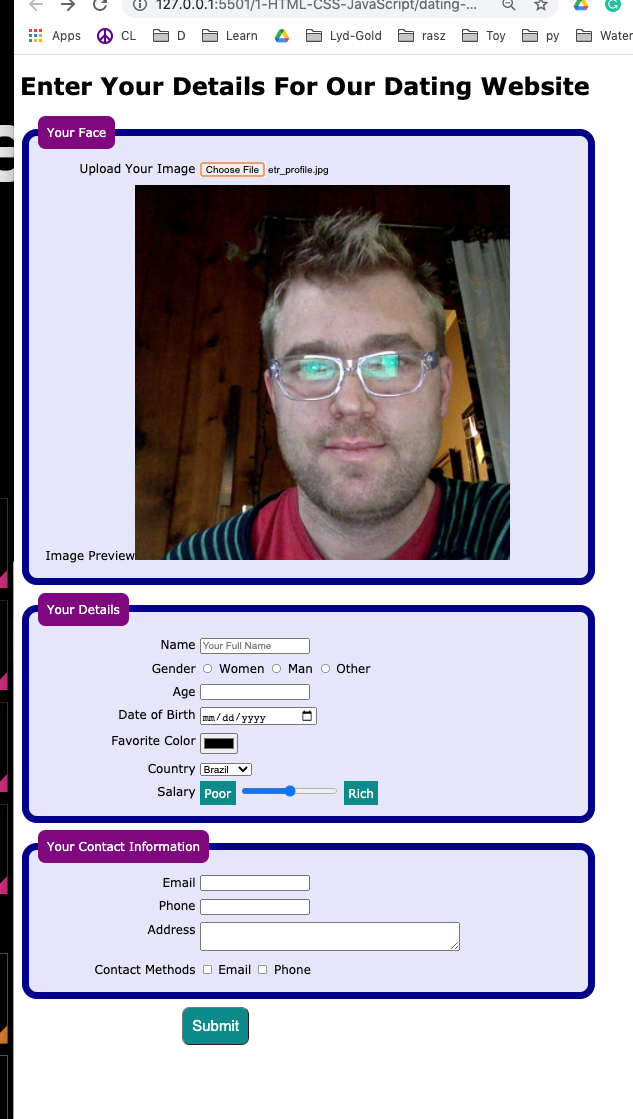 127.0.0.1:5501/1-HTML-CSS-JavaScript/dating-...
Apps CL D Learn Lyd-Gold rasz Toy py Water
Enter Your Details For Our Dating Website
Your Face
Upload Your Image Choose File etr_profile.jpg
Image Preview
Your Details
Name Your Full Name
Gender Women Man Other
Age
Date of Birth mm/dd/yyyy
Favorite Color
Country Brazil
Salary Poor Rich
Your Contact Information
Email
Phone
Address
Contact Methods Email Phone
Submit